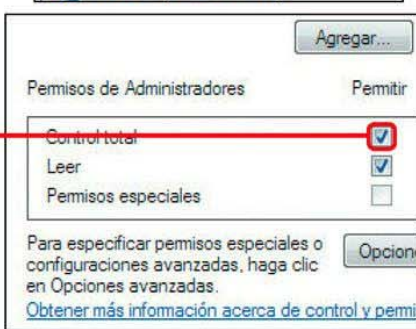 Agregar...
Permisos de Administradores Permitir
Control total
Leer
Permisos especiales
Para especificar permisos especiales o
configuraciones avanzadas, haga clic
en Opciones avanzadas.
Obtener más información acerca de control y